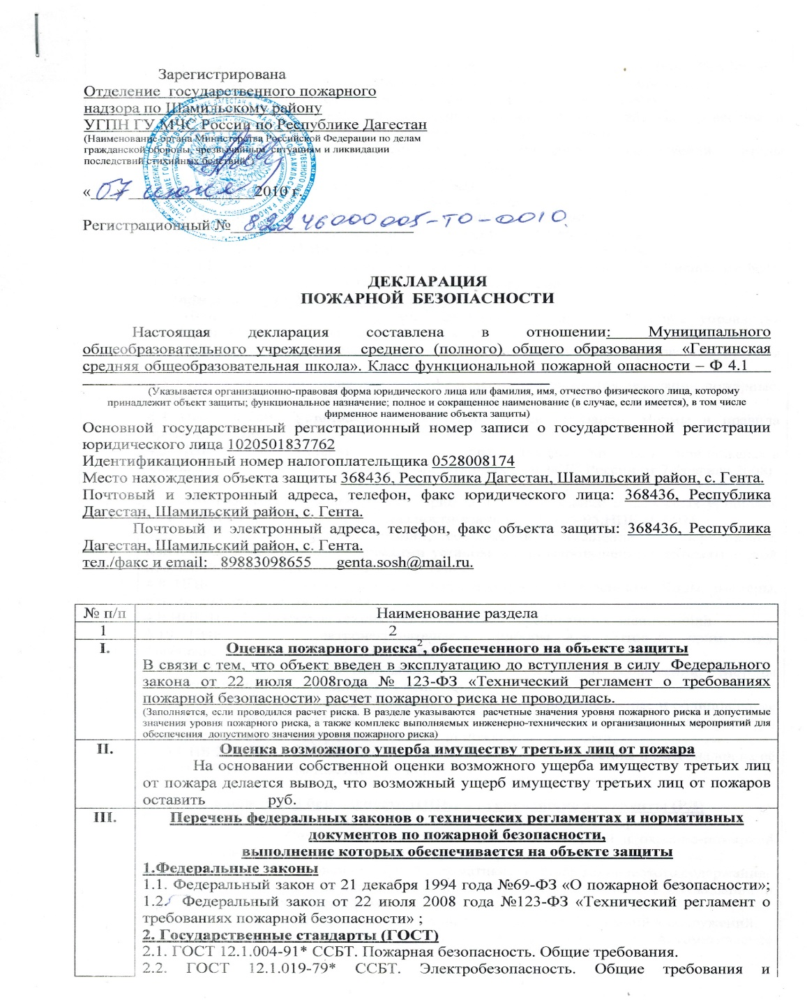 Зарегистрирована
Отделение государственного пожарного
надзора по Шамильскому району
УГПН ГУ МЧС России по Республике Дагестан
(Наименование органа Министерства Российской Федерации по делам
гражданской обороны, чрезвычайным ситуациям и ликвидации
последствий стихийных бедствий¹)
« 07 июня 2010 г.
Регистрационный № 82246000005-ТО-0010.
ДЕКЛАРАЦИЯ
ПОЖАРНОЙ БЕЗОПАСНОСТИ
Настоящая декларация составлена в отношении: Муниципального
общеобразовательного учреждения среднего (полного) общего образования «Гентинская
средняя общеобразовательная школа». Класс функциональной пожарной опасности – Ф 4.1
(Указывается организационно-правовая форма юридического лица или фамилия, имя, отчество физического лица, которому
принадлежит объект защиты; функциональное назначение; полное и сокращенное наименование (в случае, если имеется), в том числе
фирменное наименование объекта защиты)
Основной государственный регистрационный номер записи о государственной регистрации
юридического лица 1020501837762
Идентификационный номер налогоплательщика 0528008174
Место нахождения объекта защиты 368436, Республика Дагестан, Шамильский район, с. Гента.
Почтовый и электронный адреса, телефон, факс юридического лица: 368436, Республика
Дагестан, Шамильский район, с. Гента.
Почтовый и электронный адреса, телефон, факс объекта защиты: 368436, Республика
Дагестан, Шамильский район, с. Гента.
тел./факс и email: 89883098655 genta.sosh@mail.ru.
№ п/п Наименование раздела
1 2
I. Оценка пожарного риска², обеспеченного на объекте защиты
В связи с тем, что объект введен в эксплуатацию до вступления в силу Федерального
закона от 22 июля 2008года № 123-ФЗ «Технический регламент о требованиях
пожарной безопасности» расчет пожарного риска не проводилась.
(Заполняется, если проводился расчет риска. В разделе указываются расчетные значения уровня пожарного риска и допустимые
значения уровня пожарного риска, а также комплекс выполняемых инженерно-технических и организационных мероприятий для
обеспечения допустимого значения уровня пожарного риска)
II. Оценка возможного ущерба имуществу третьих лиц от пожара
На основании собственной оценки возможного ущерба имуществу третьих лиц
от пожара делается вывод, что возможный ущерб имуществу третьих лиц от пожаров
оставить руб.
III. Перечень федеральных законов о технических регламентах и нормативных
документов по пожарной безопасности,
выполнение которых обеспечивается на объекте защиты
1.Федеральные законы
1.1. Федеральный закон от 21 декабря 1994 года №69-ФЗ «О пожарной безопасности»;
1.2. Федеральный закон от 22 июля 2008 года №123-ФЗ «Технический регламент о
требованиях пожарной безопасности» ;
2. Государственные стандарты (ГОСТ)
2.1. ГОСТ 12.1.004-91* ССБТ. Пожарная безопасность. Общие требования.
2.2. ГОСТ 12.1.019-79* ССБТ. Электробезопасность. Общие требования и